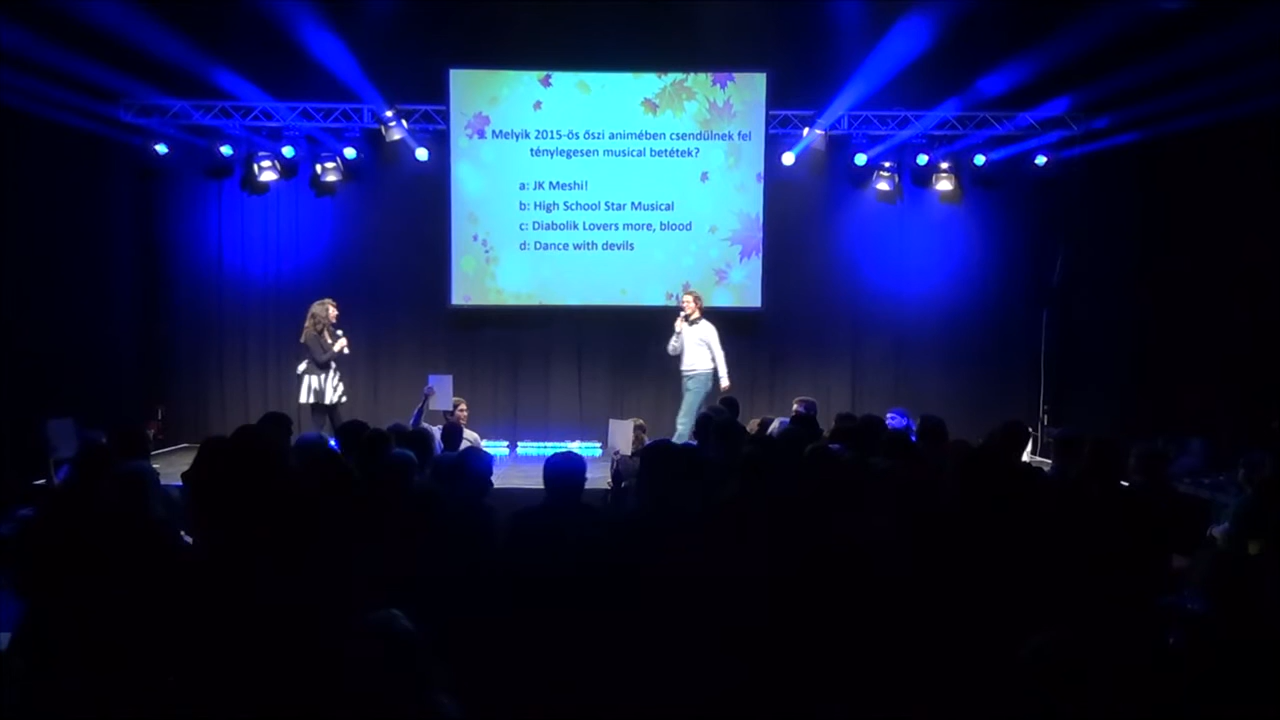 9. Melyik 2015-ös őszi animében csendülnek fel
ténylegesen musical betétek?
a: JK Meshi!
b: High School Star Musical
c: Diabolik Lovers more, blood
d: Dance with devils